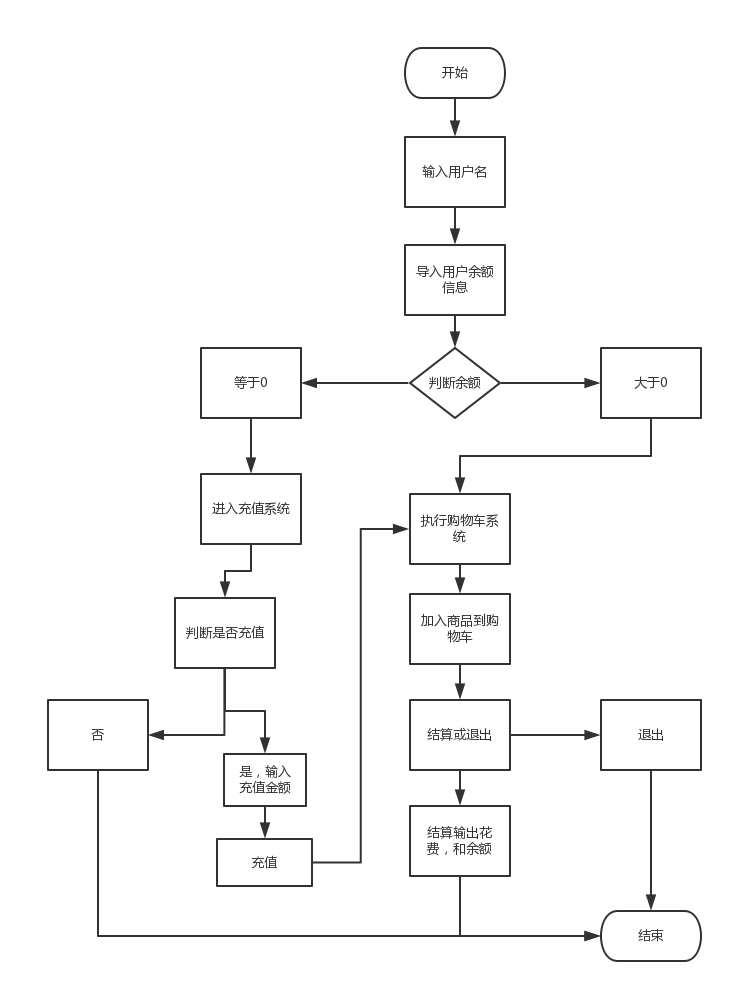 开始
输入用户名
导入用户余额
信息
等于0
判断余额
大于0
进入充值系统
执行购物车系
统
判断是否充值
加入商品到购
物车
否
结算或退出
退出
是，输入
充值金额
结算输出花
费，和余额
充值
结束